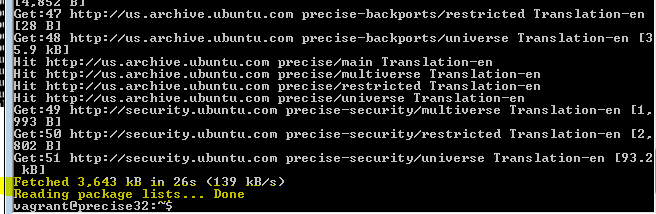 [4,852 B]
Get:47 http://us.archive.ubuntu.com precise-backports/restricted Translation-en
[28 B]
Get:48 http://us.archive.ubuntu.com precise-backports/universe Translation-en [3
5.9 kB]
Hit http://us.archive.ubuntu.com precise/main Translation-en
Hit http://us.archive.ubuntu.com precise/multiverse Translation-en
Hit http://us.archive.ubuntu.com precise/restricted Translation-en
Hit http://us.archive.ubuntu.com precise/universe Translation-en
Get:49 http://security.ubuntu.com precise-security/multiverse Translation-en [1,
993 B]
Get:50 http://security.ubuntu.com precise-security/restricted Translation-en [2,
802 B]
Get:51 http://security.ubuntu.com precise-security/universe Translation-en [93.2
kB]
Fetched 3,643 kB in 26s (139 kB/s)
Reading package lists... Done
vagrant@precise32:~$